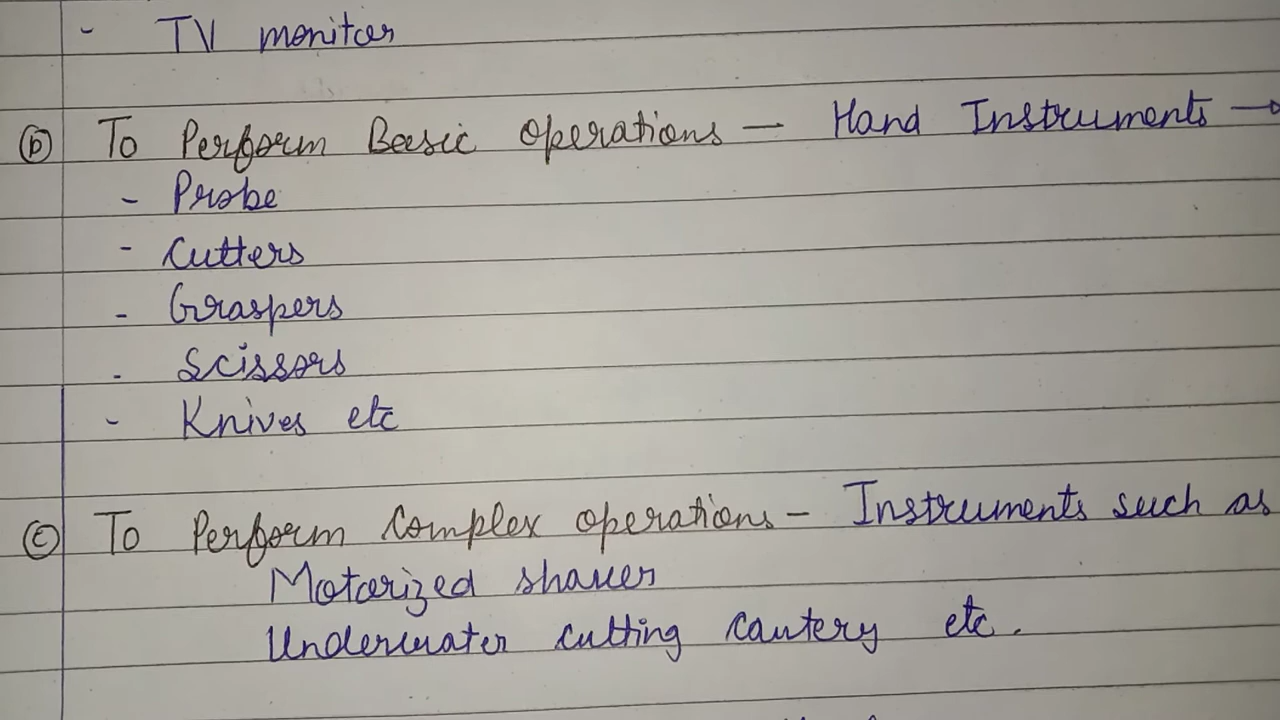 - TV monitor
(b) To Perform Basic operations — Hand Instruments →
- Probe
- Cutters
- Graspers
- Scissors
- Knives etc
(c) To Perform Complex operations - Instruments such as
Motorized shaver
Underwater cutting cautery etc.